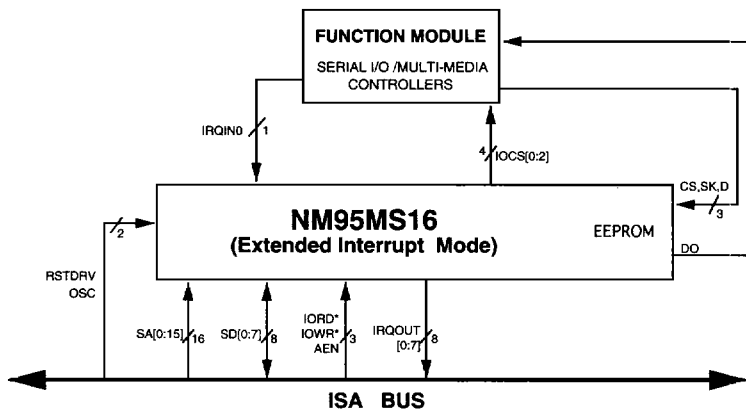 FUNCTION MODULE
SERIAL I/O /MULTI-MEDIA
CONTROLLERS
IRQIN0
1
4
IOCS[0:2]
CS,SK,D
3
NM95MS16
(Extended Interrupt Mode)
EEPROM
2
DO
RSTDRV
OSC
SA[0:15]
16
SD[0:7]
8
IORD*
IOWR*
AEN
3
IRQOUT
[0:7]
8
ISA BUS